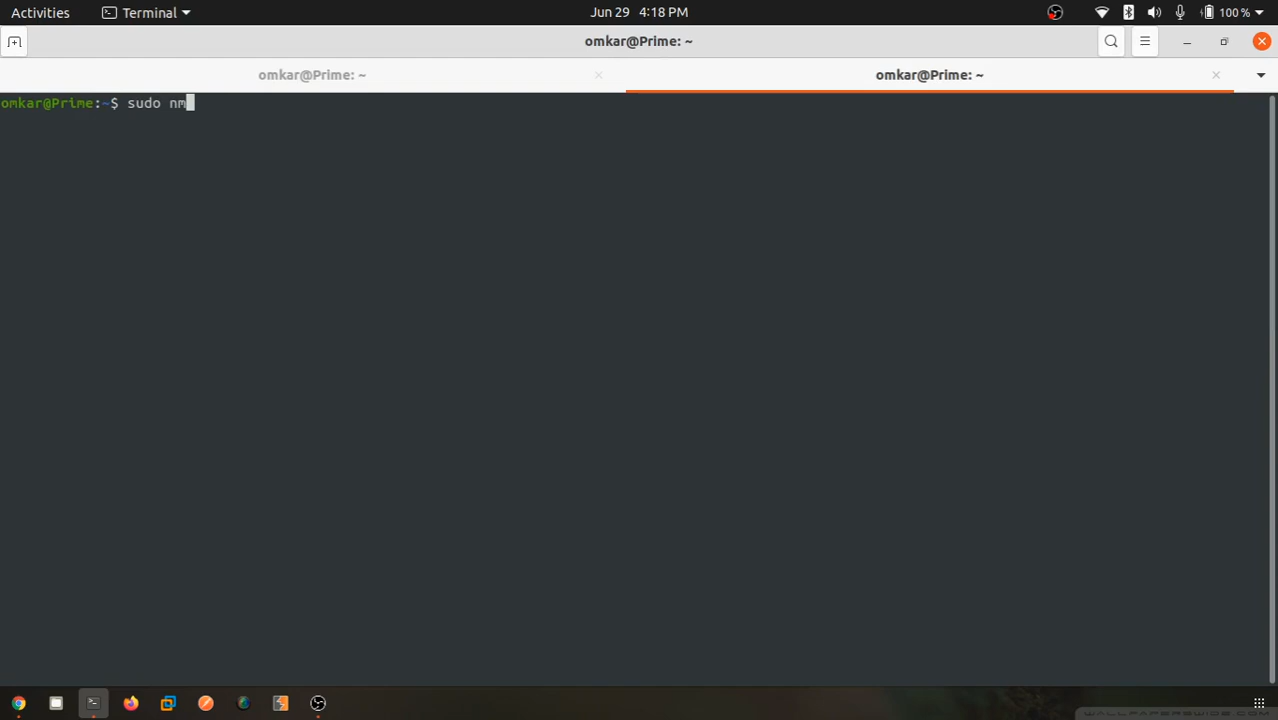 Activities
Terminal
Jun 29 4:18 PM
100 %
omkar@Prime: ~
omkar@Prime: ~
omkar@Prime: ~
omkar@Prime:~$ sudo nm